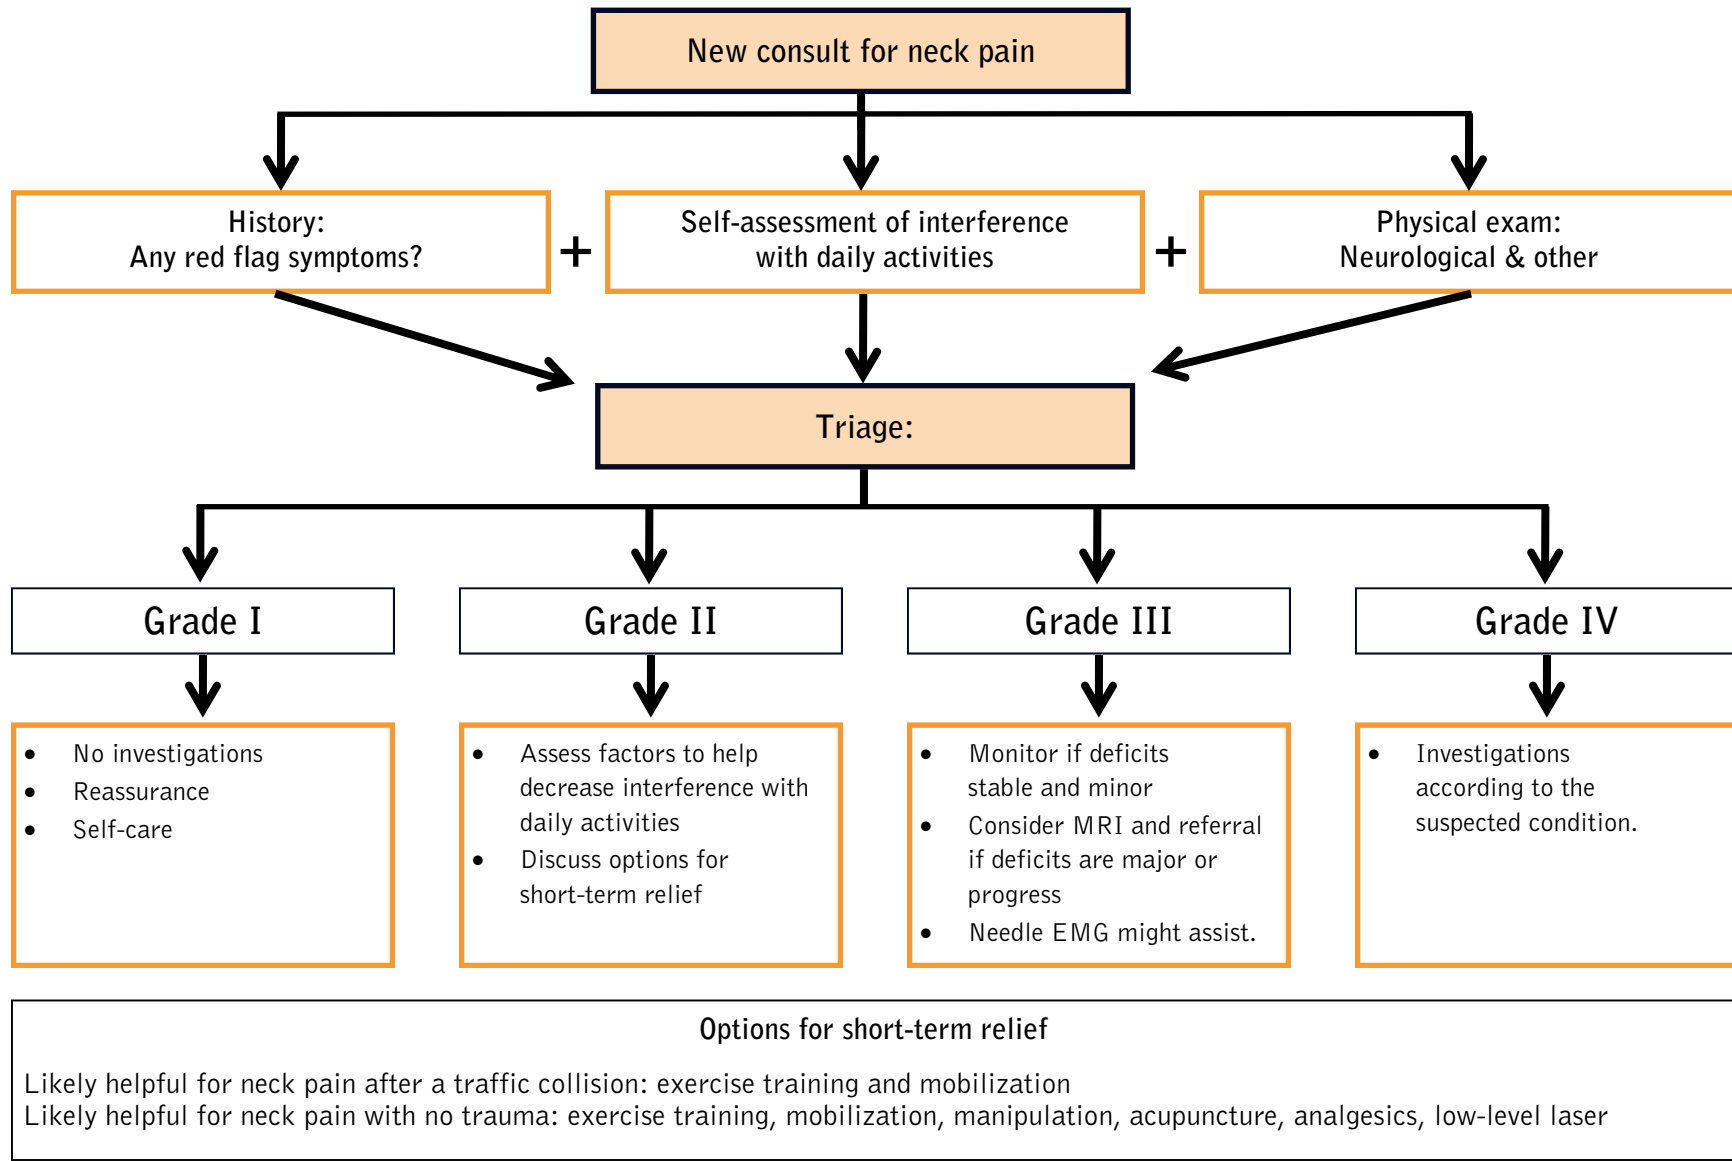 New consult for neck pain
History:
Any red flag symptoms?
+
Self-assessment of interference
with daily activities
+
Physical exam:
Neurological & other
Triage:
Grade I
Grade II
Grade III
Grade IV
• No investigations
• Reassurance
• Self-care
• Assess factors to help
decrease interference with
daily activities
• Discuss options for
short-term relief
• Monitor if deficits
stable and minor
• Consider MRI and referral
if deficits are major or
progress
• Needle EMG might assist.
• Investigations
according to the
suspected condition.
Options for short-term relief
Likely helpful for neck pain after a traffic collision: exercise training and mobilization
Likely helpful for neck pain with no trauma: exercise training, mobilization, manipulation, acupuncture, analgesics, low-level laser